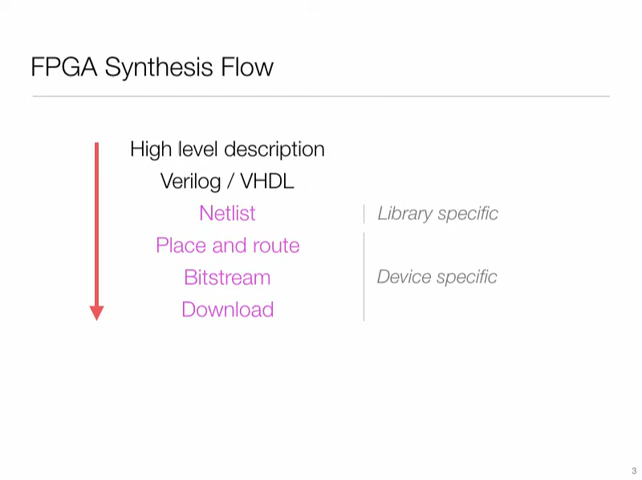 FPGA Synthesis Flow
High level description
Verilog / VHDL
Netlist
Library specific
Place and route
Bitstream
Device specific
Download
3